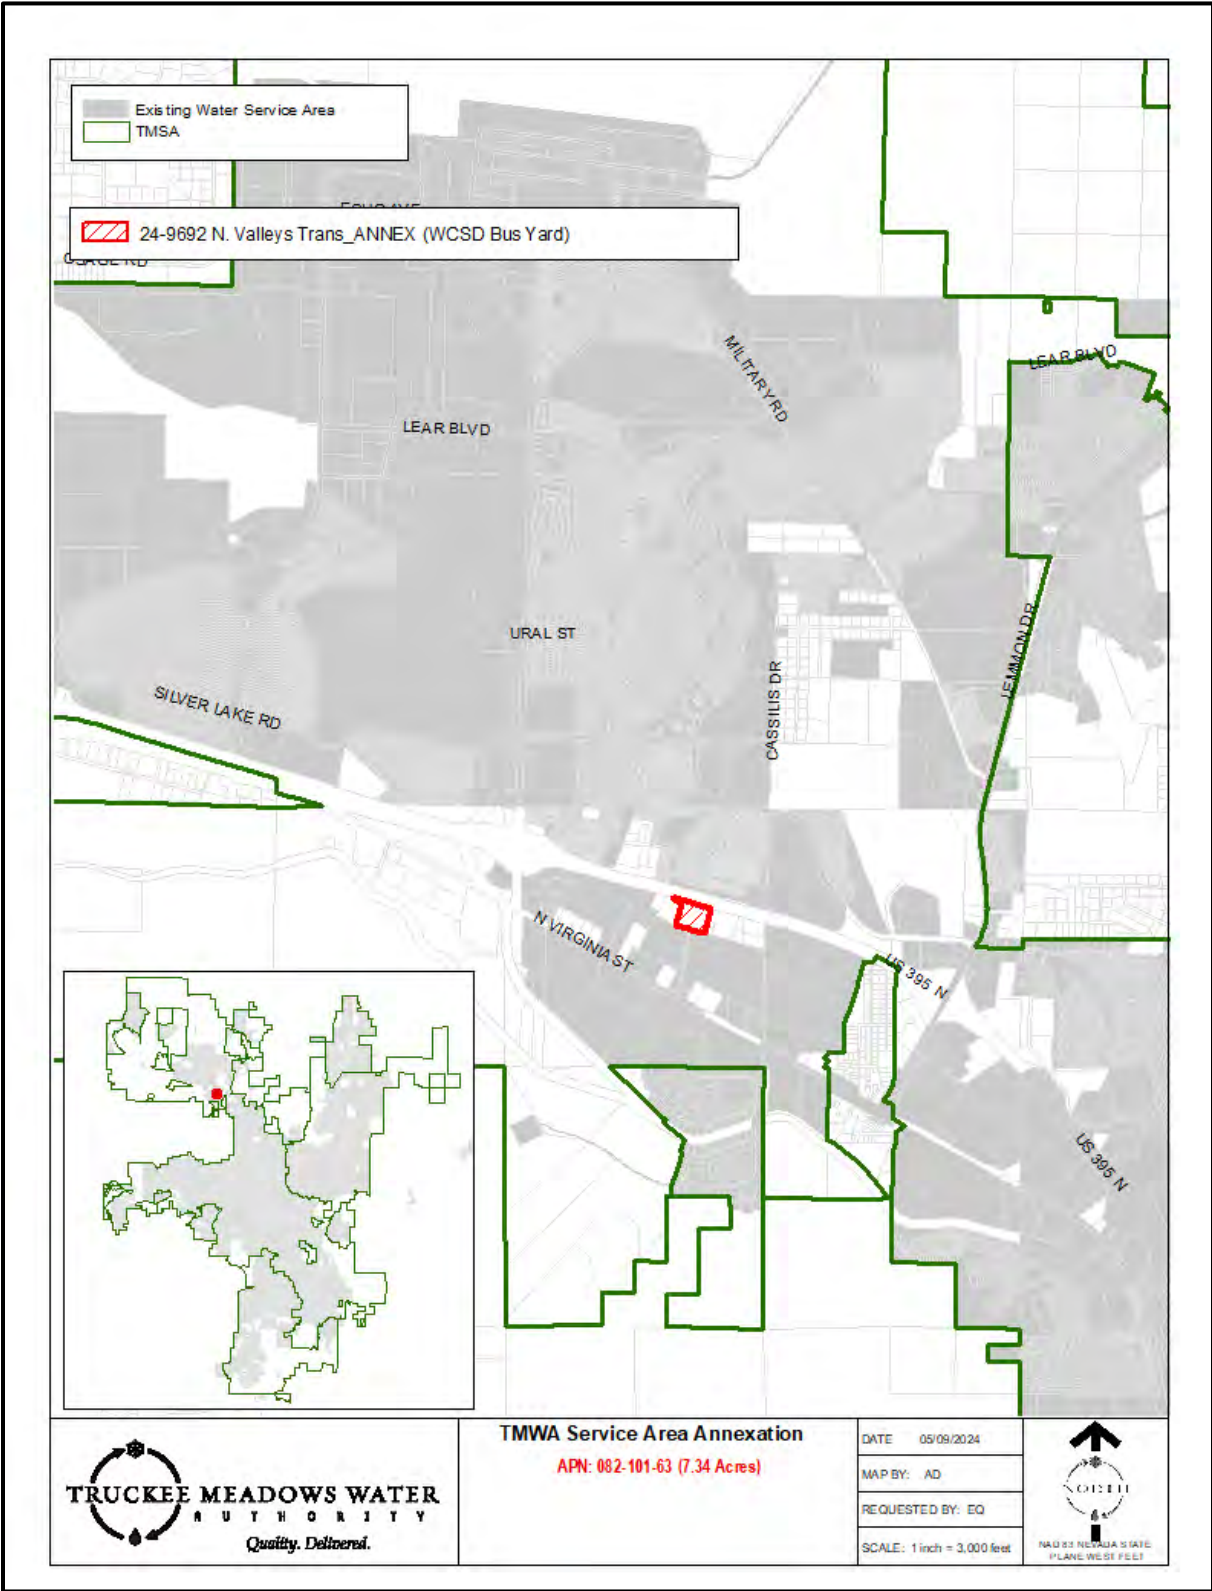 Existing Water Service Area
TMSA
24-9692 N. Valleys Trans_ANNEX (WCSD Bus Yard)
OSAGE RD
MILITARY RD
LEAR BLVD
LEAR BLVD
URAL ST
LEMMON DR
CASSILIS DR
SILVER LAKE RD
N VIRGINIA ST
US 395 N
US 395 N
TRUCKEE MEADOWS WATER
AUTHORITY
Quality. Delivered.
TMWA Service Area Annexation
APN: 082-101-63 (7.34 Acres)
DATE 05/09/2024
MAP BY: AD
REQUESTED BY: EQ
SCALE: 1 inch = 3,000 feet
NORTH
NAD 83 NEVADA STATE
PLANE WEST FEET